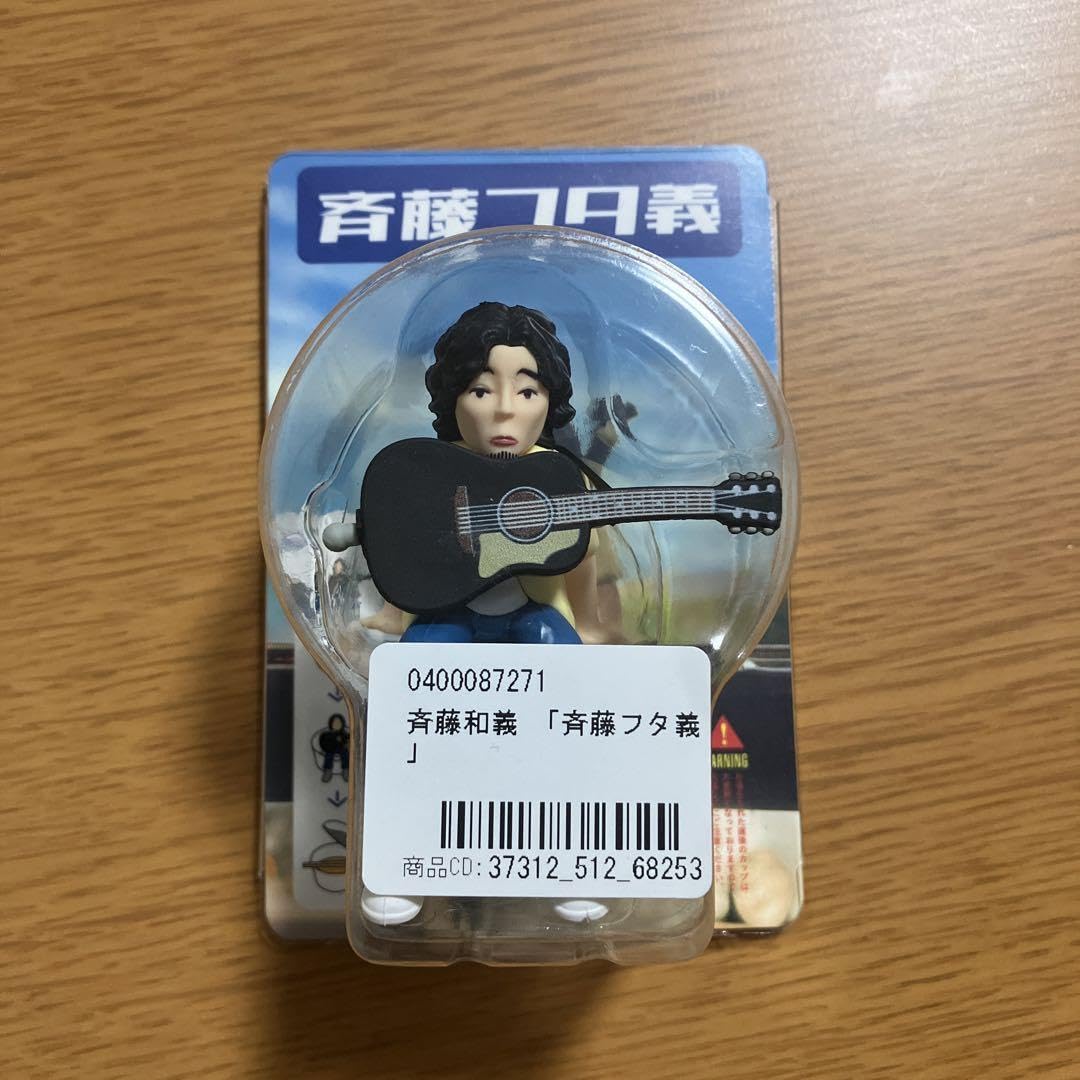 斉藤フタ義
0400087271
斉藤和義 「斉藤フタ義
」
商品CD: 37312_512_68253
ARNING